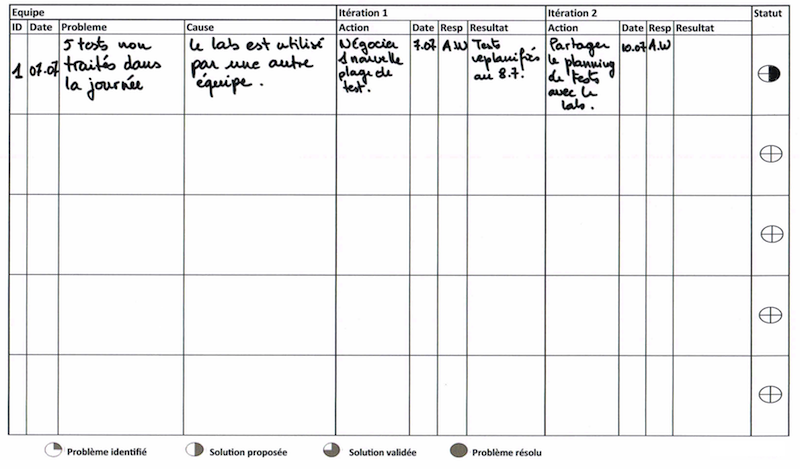 Equipe Itération 1 Itération 2 Statut
ID Date Probleme Cause Action Date Resp Resultat Action Date Resp Resultat
1 07.07 5 tests non
traités dans
la journée
le lab est utilisé
par une autre
équipe.
Négocier
1 nouvelle
plage de
test.
7.07 A.W
Tests
replanifiés
au 8.7.
Partager
le planning
de tests
avec le
lab.
10.07 A.W
Problème identifié Solution proposée Solution validée Problème résolu